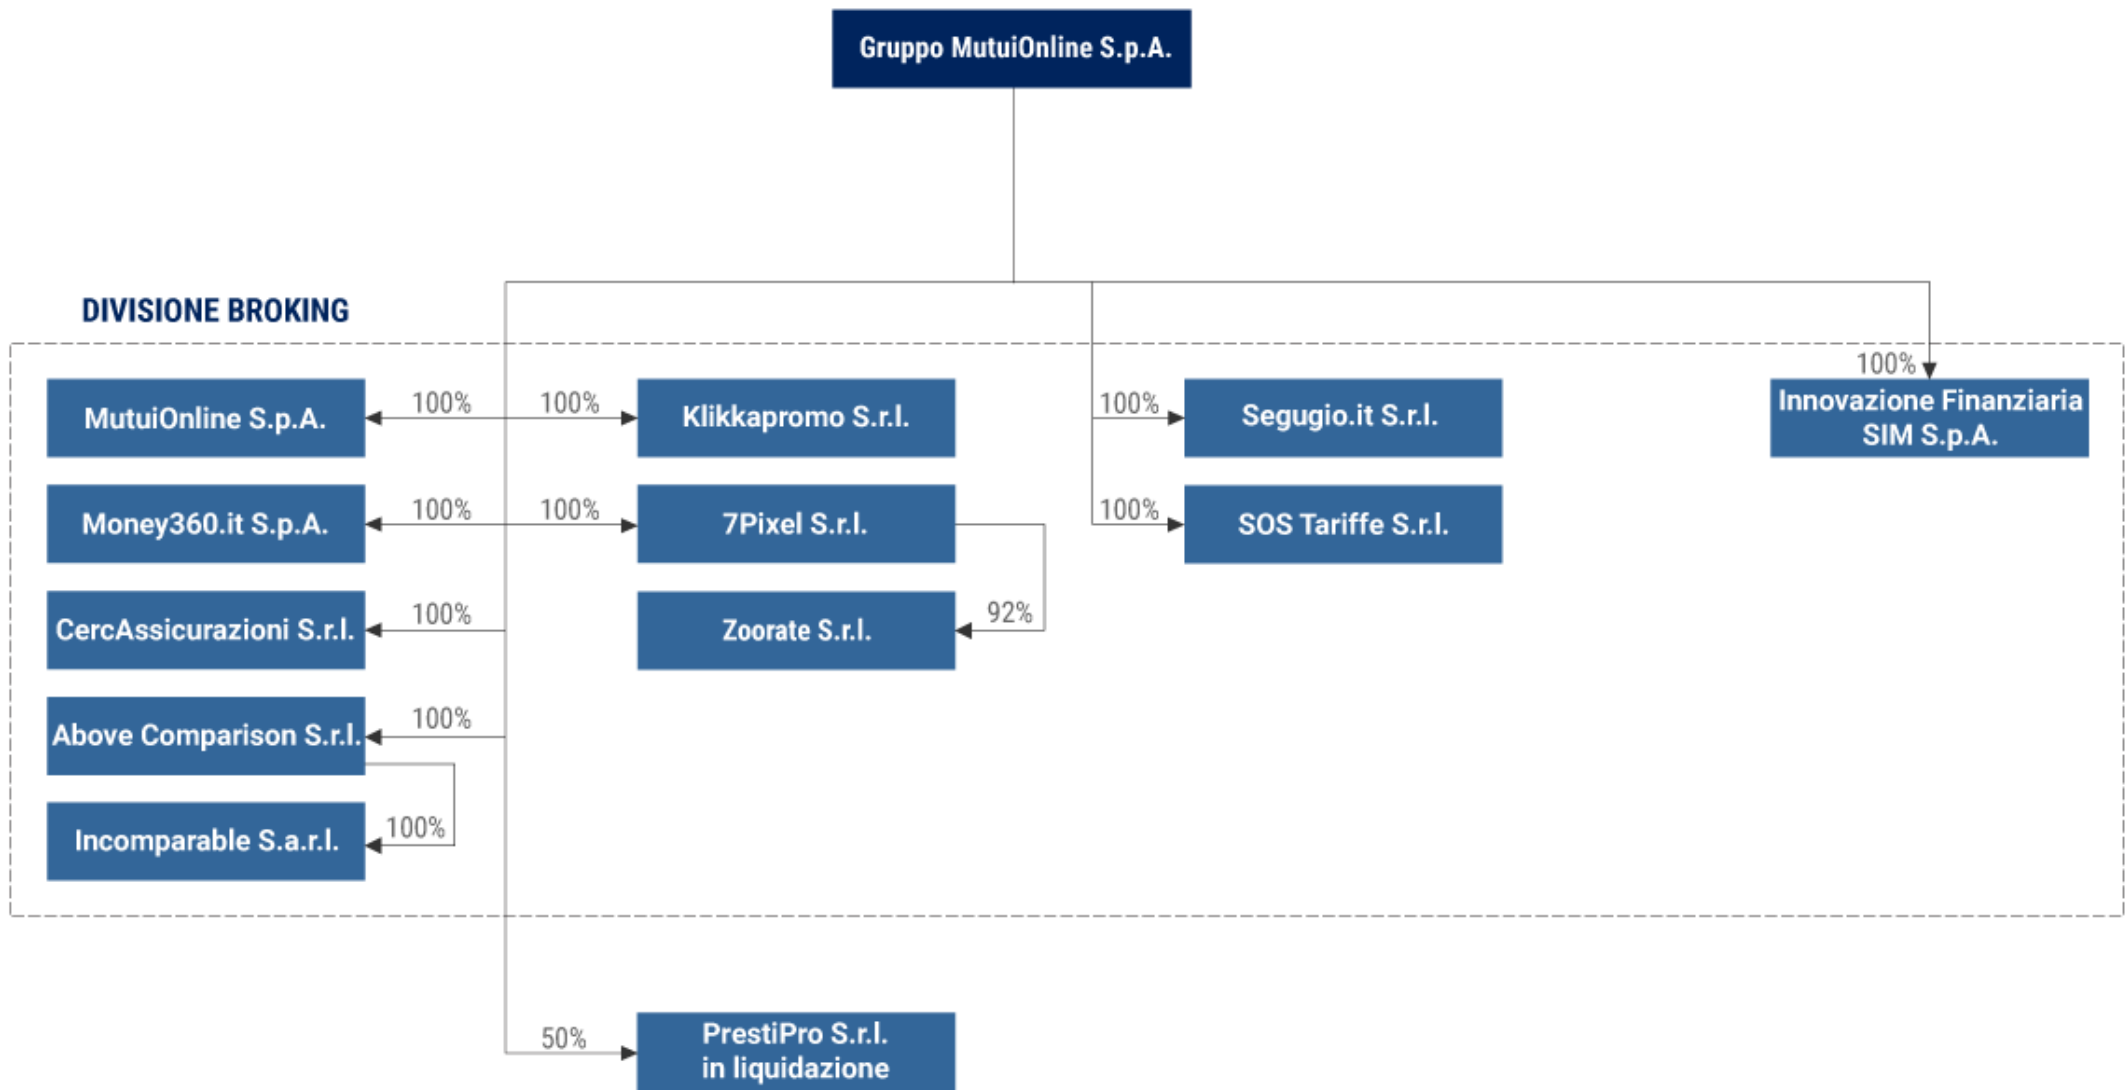 Gruppo MutuiOnline S.p.A.
DIVISIONE BROKING
100%
MutuiOnline S.p.A.
100%
100%
Klikkapromo S.r.l.
100%
Segugio.it S.r.l.
Innovazione Finanziaria
SIM S.p.A.
Money360.it S.p.A.
100%
100%
7Pixel S.r.l.
100%
SOS Tariffe S.r.l.
CercAssicurazioni S.r.l.
100%
Zoorate S.r.l.
92%
Above Comparison S.r.l.
100%
Incomparable S.a.r.l.
100%
50%
PrestiPro S.r.l.
in liquidazione